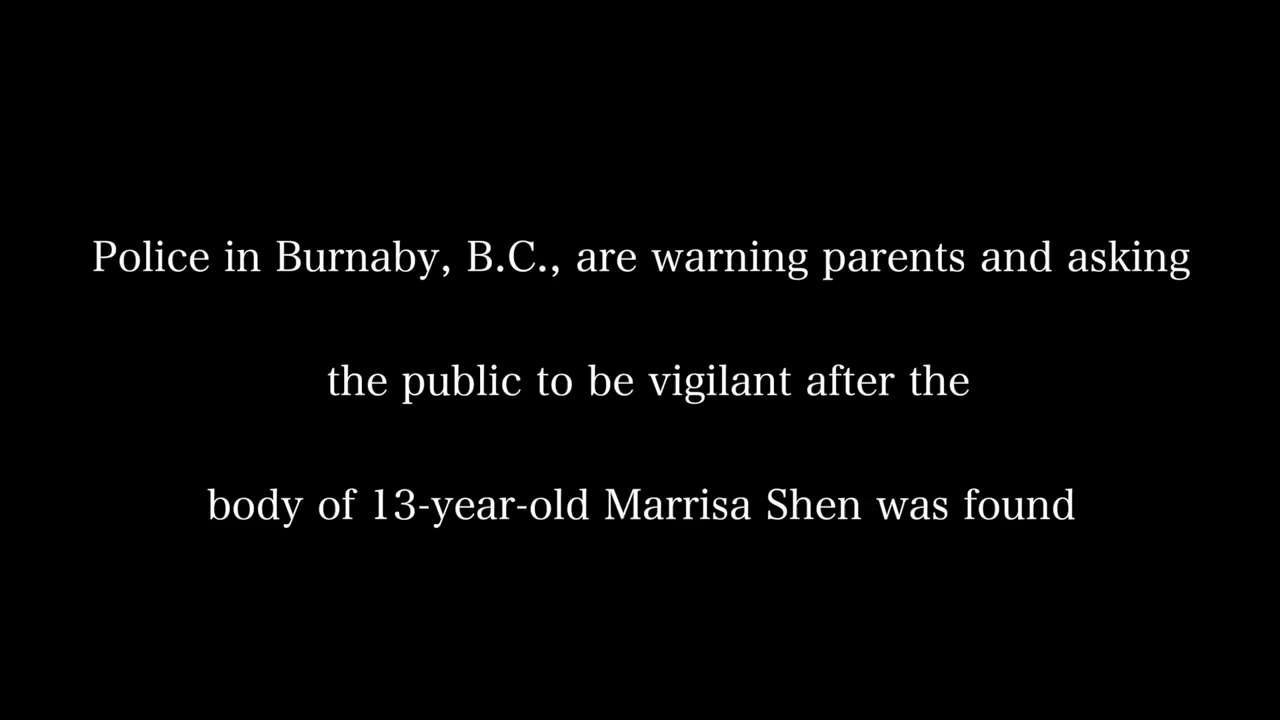 Police in Burnaby, B.C., are warning parents and asking
the public to be vigilant after the
body of 13-year-old Marrisa Shen was found